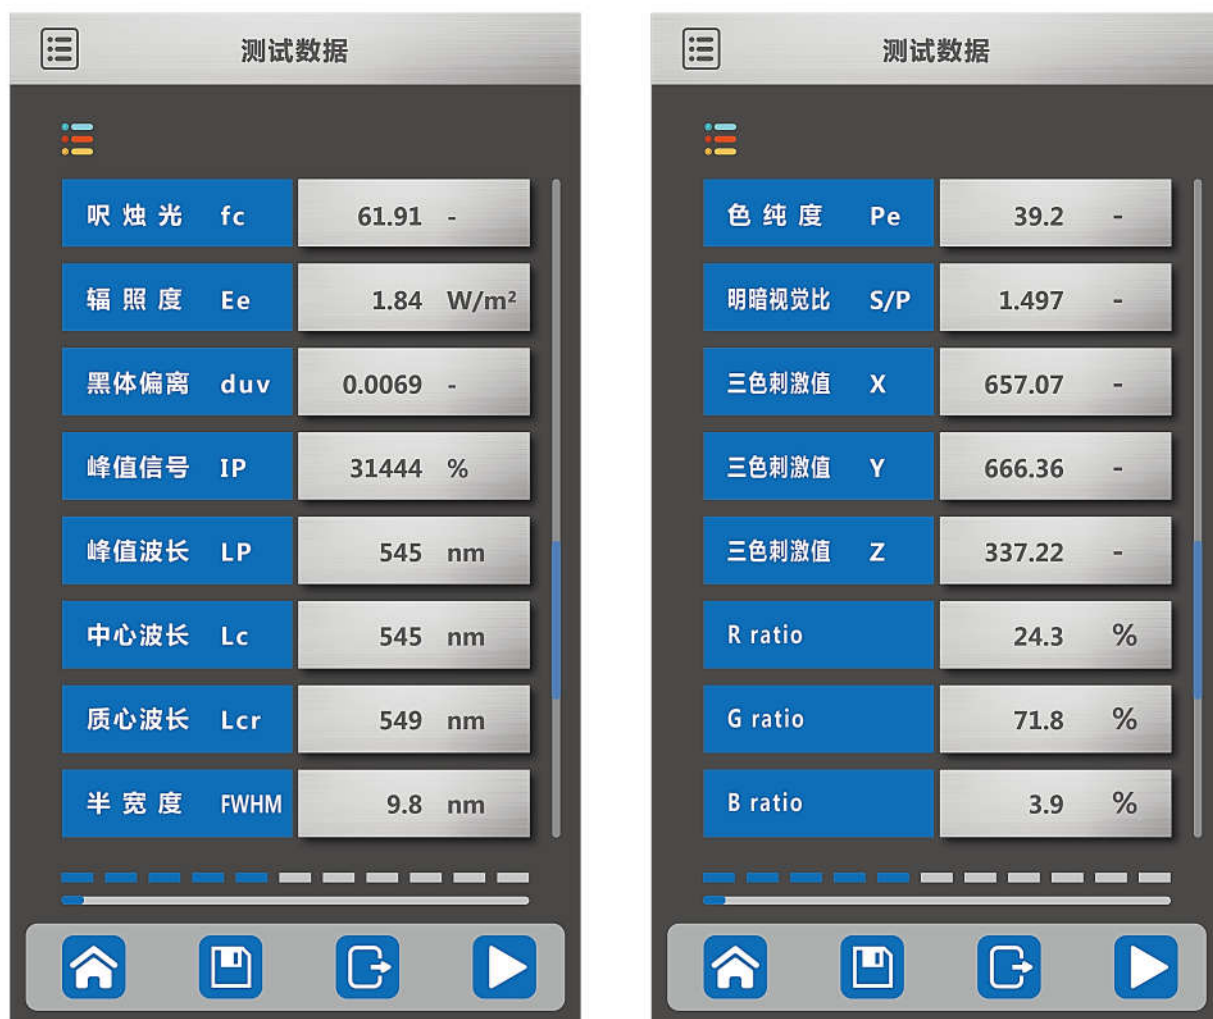 测试数据
呎烛光 fc 61.91 -
辐照度 Ee 1.84 W/m²
黑体偏离 duv 0.0069 -
峰值信号 IP 31444 %
峰值波长 LP 545 nm
中心波长 Lc 545 nm
质心波长 Lcr 549 nm
半宽度 FWHM 9.8 nm
测试数据
色纯度 Pe 39.2 -
明暗视觉比 S/P 1.497 -
三色刺激值 X 657.07 -
三色刺激值 Y 666.36 -
三色刺激值 Z 337.22 -
R ratio 24.3 %
G ratio 71.8 %
B ratio 3.9 %